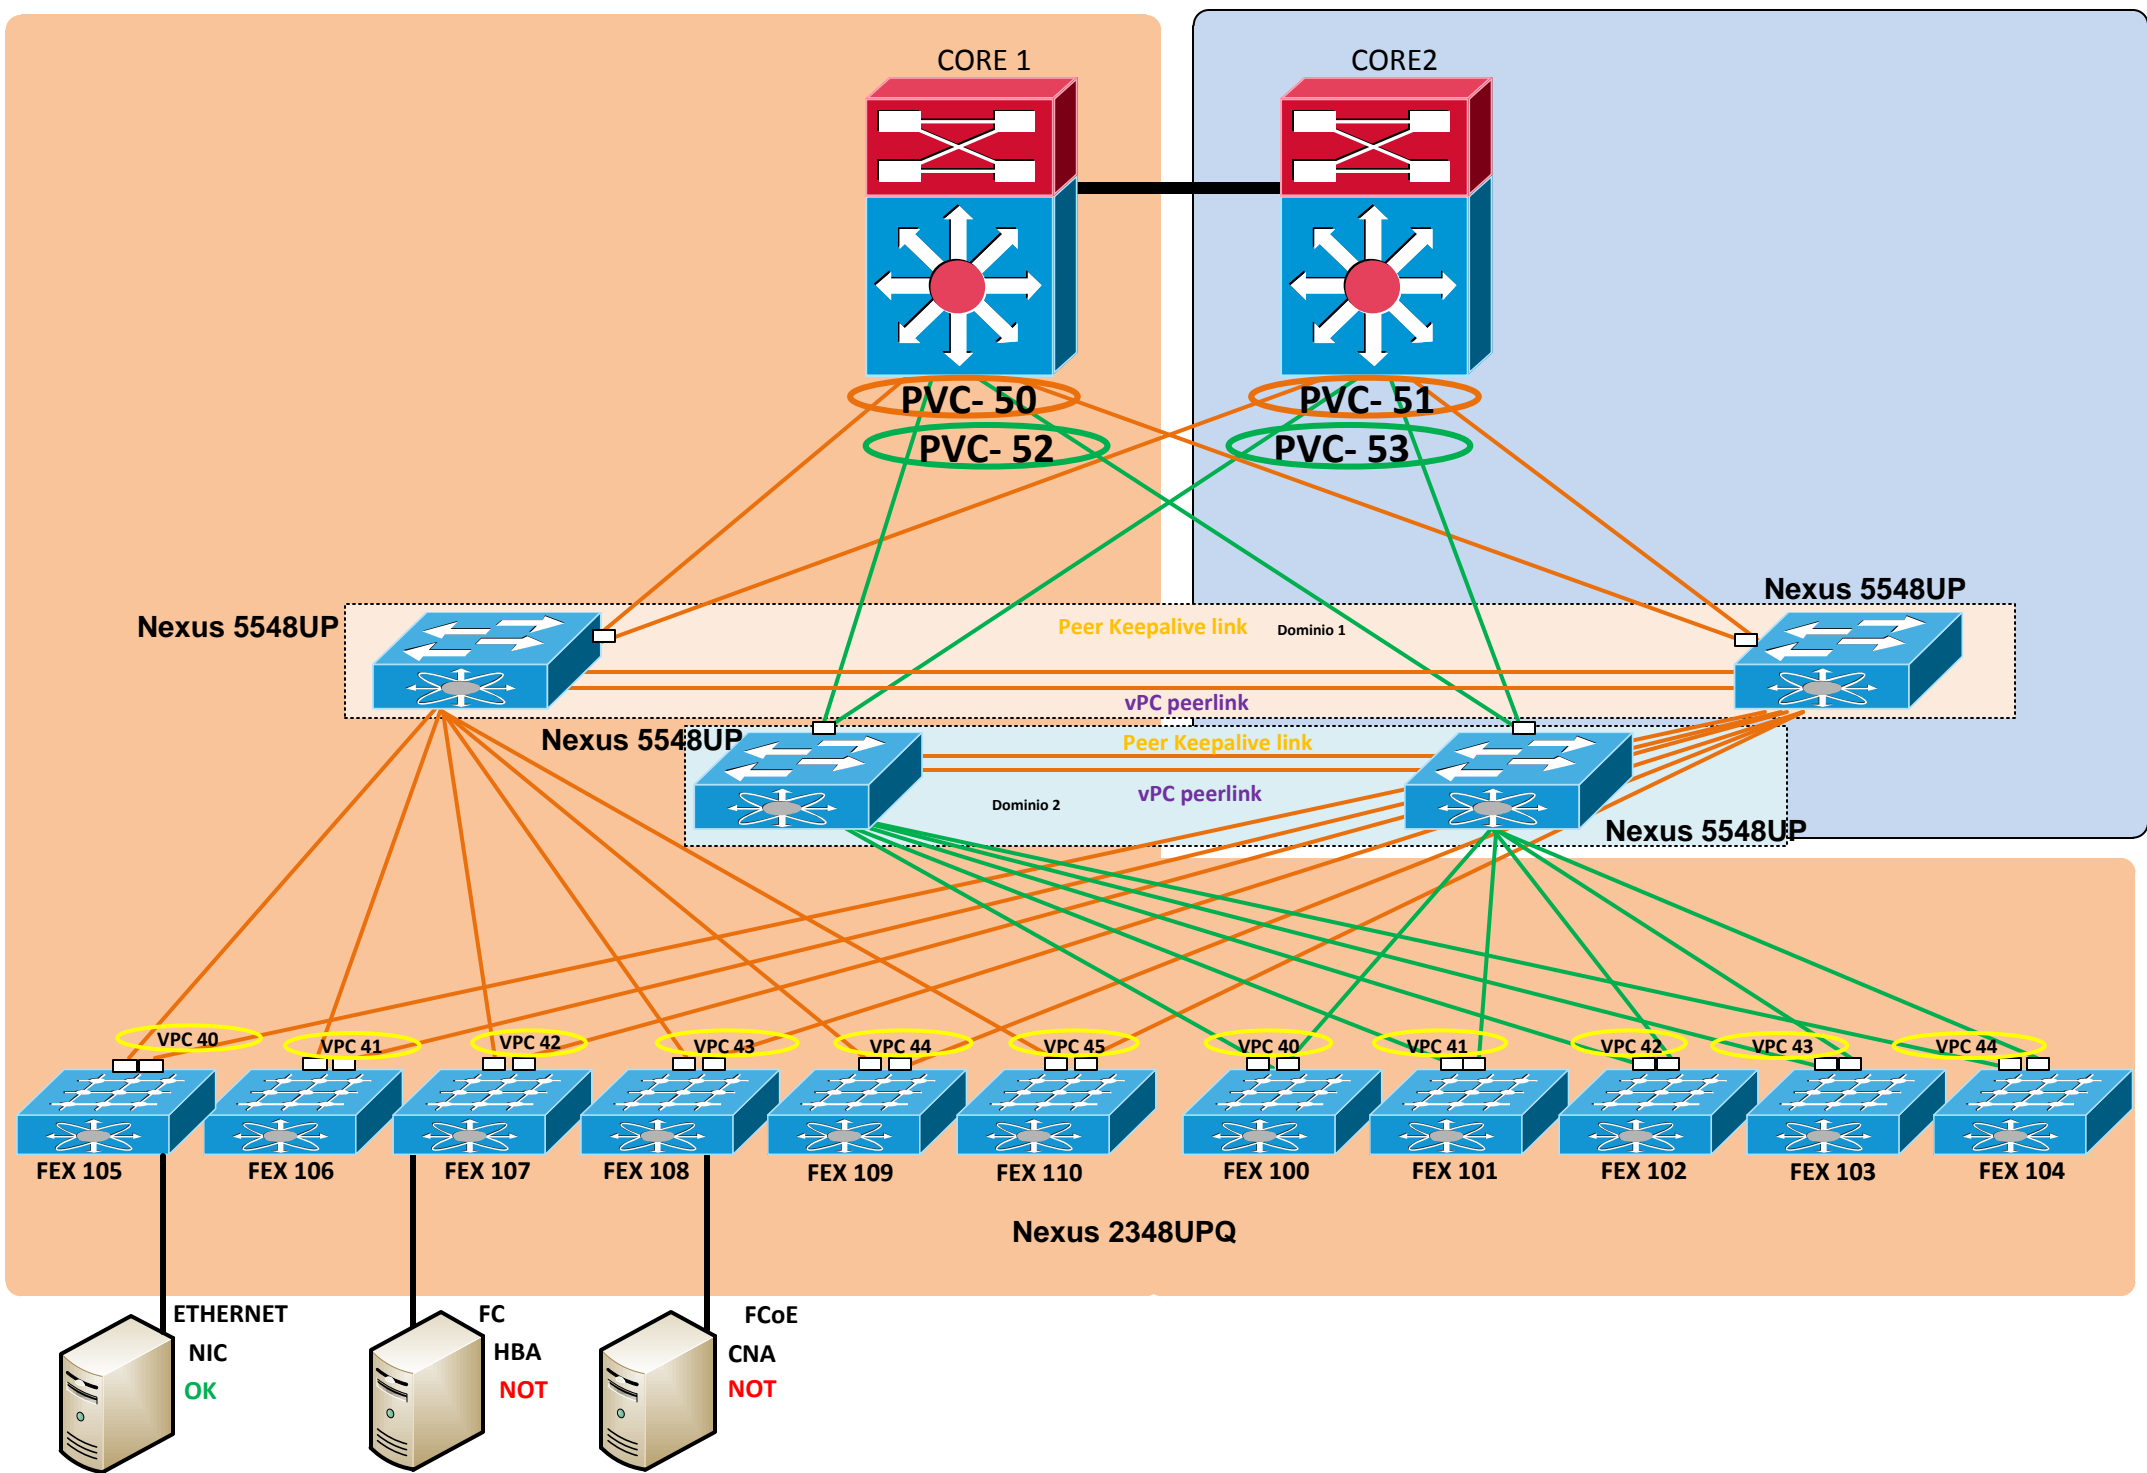 CORE 1
CORE2
PVC- 50
PVC- 51
PVC- 52
PVC- 53
Nexus 5548UP
Nexus 5548UP
Peer Keepalive link
Dominio 1
vPC peerlink
Nexus 5548UP
Peer Keepalive link
vPC peerlink
Dominio 2
Nexus 5548UP
VPC 40
VPC 41
VPC 42
VPC 43
VPC 44
VPC 45
VPC 40
VPC 41
VPC 42
VPC 43
VPC 44
FEX 105
FEX 106
FEX 107
FEX 108
FEX 109
FEX 110
FEX 100
FEX 101
FEX 102
FEX 103
FEX 104
Nexus 2348UPQ
ETHERNET
NIC
OK
FC
HBA
NOT
FCoE
CNA
NOT